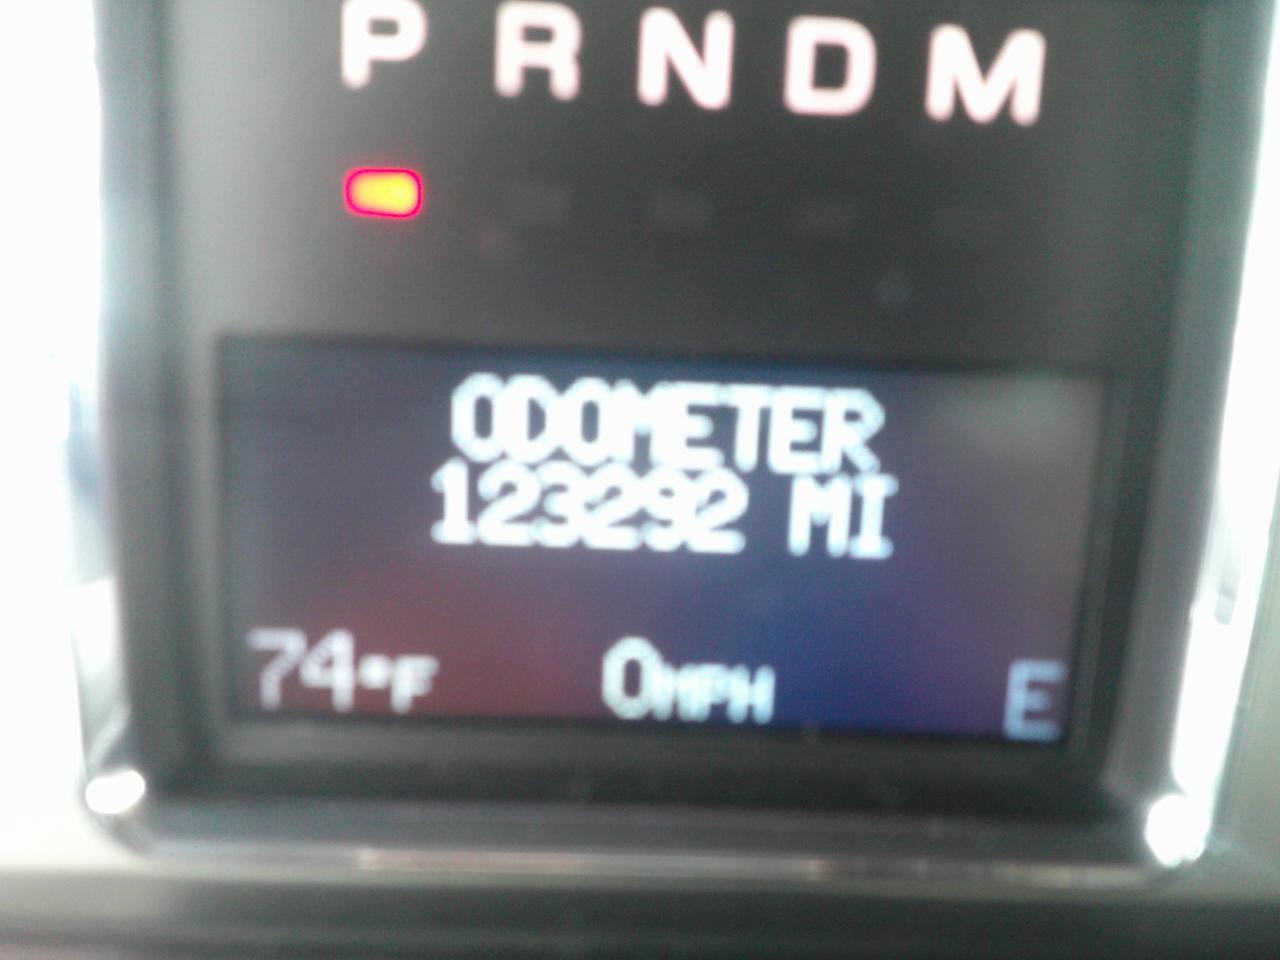 P R N D M
ODOMETER
123292 MI
74°F 0MPH E